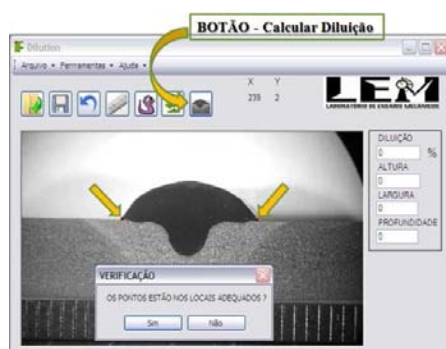 BOTÃO - Calcular Diluição
Dilution
Arquivo Ferramentas Ajuda
X Y
239 2
LEM
LABORATÓRIO DE ENSAIOS MECÂNICOS
DILUIÇÃO
0 %
ALTURA
0
LARGURA
0
PROFUNDIDADE
0
VERIFICAÇÃO
OS PONTOS ESTÃO NOS LOCAIS ADEQUADOS ?
Sim Não